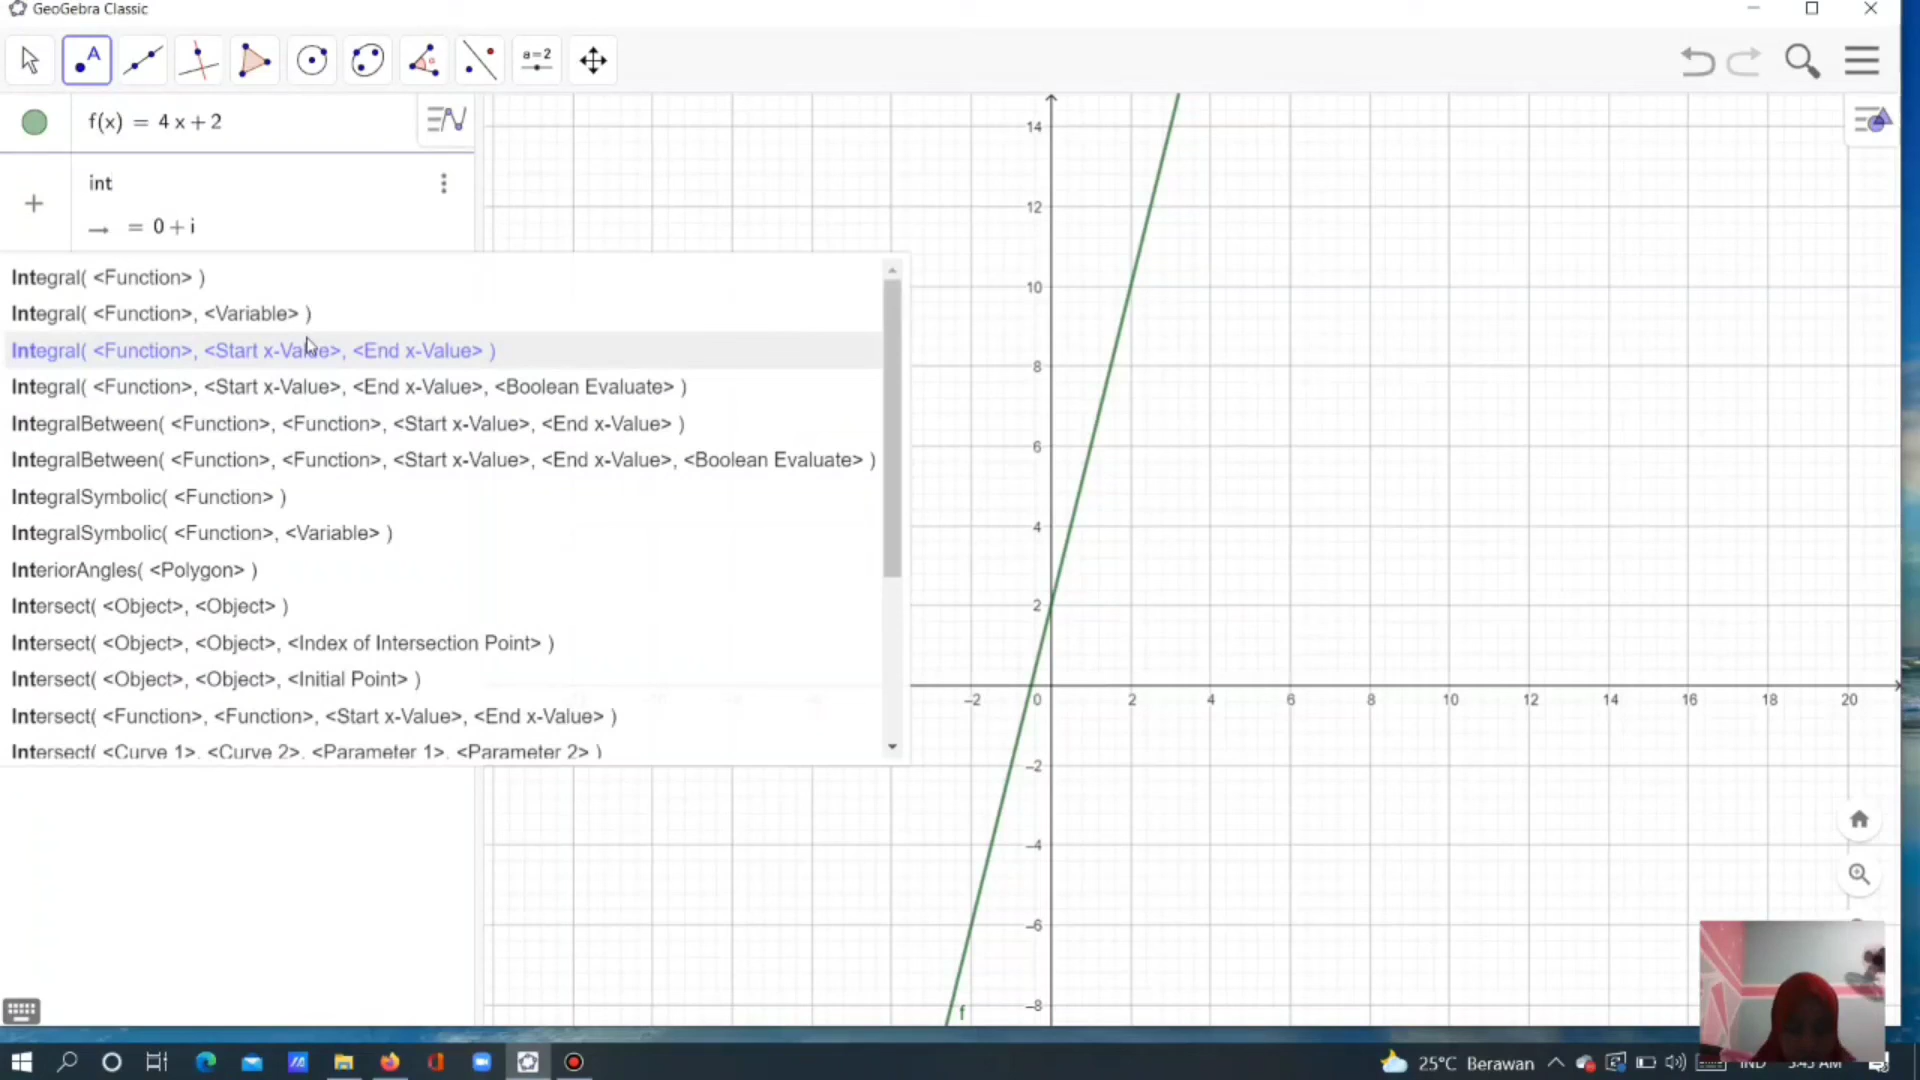 GeoGebra Classic
A
a=2
f(x) = 4 x + 2
int
→ = 0 + i
Integral( <Function> )
Integral( <Function>, <Variable> )
Integral( <Function>, <Start x-Value>, <End x-Value> )
Integral( <Function>, <Start x-Value>, <End x-Value>, <Boolean Evaluate> )
IntegralBetween( <Function>, <Function>, <Start x-Value>, <End x-Value> )
IntegralBetween( <Function>, <Function>, <Start x-Value>, <End x-Value>, <Boolean Evaluate> )
IntegralSymbolic( <Function> )
IntegralSymbolic( <Function>, <Variable> )
InteriorAngles( <Polygon> )
Intersect( <Object>, <Object> )
Intersect( <Object>, <Object>, <Index of Intersection Point> )
Intersect( <Object>, <Object>, <Initial Point> )
Intersect( <Function>, <Function>, <Start x-Value>, <End x-Value> )
Intersect( <Curve 1>, <Curve 2>, <Parameter 1>, <Parameter 2> )
14
12
10
8
6
4
2
–2 0 2 4 6 8 10 12 14 16 18 20
–2
–4
–6
–8
f
25°C Berawan
IND